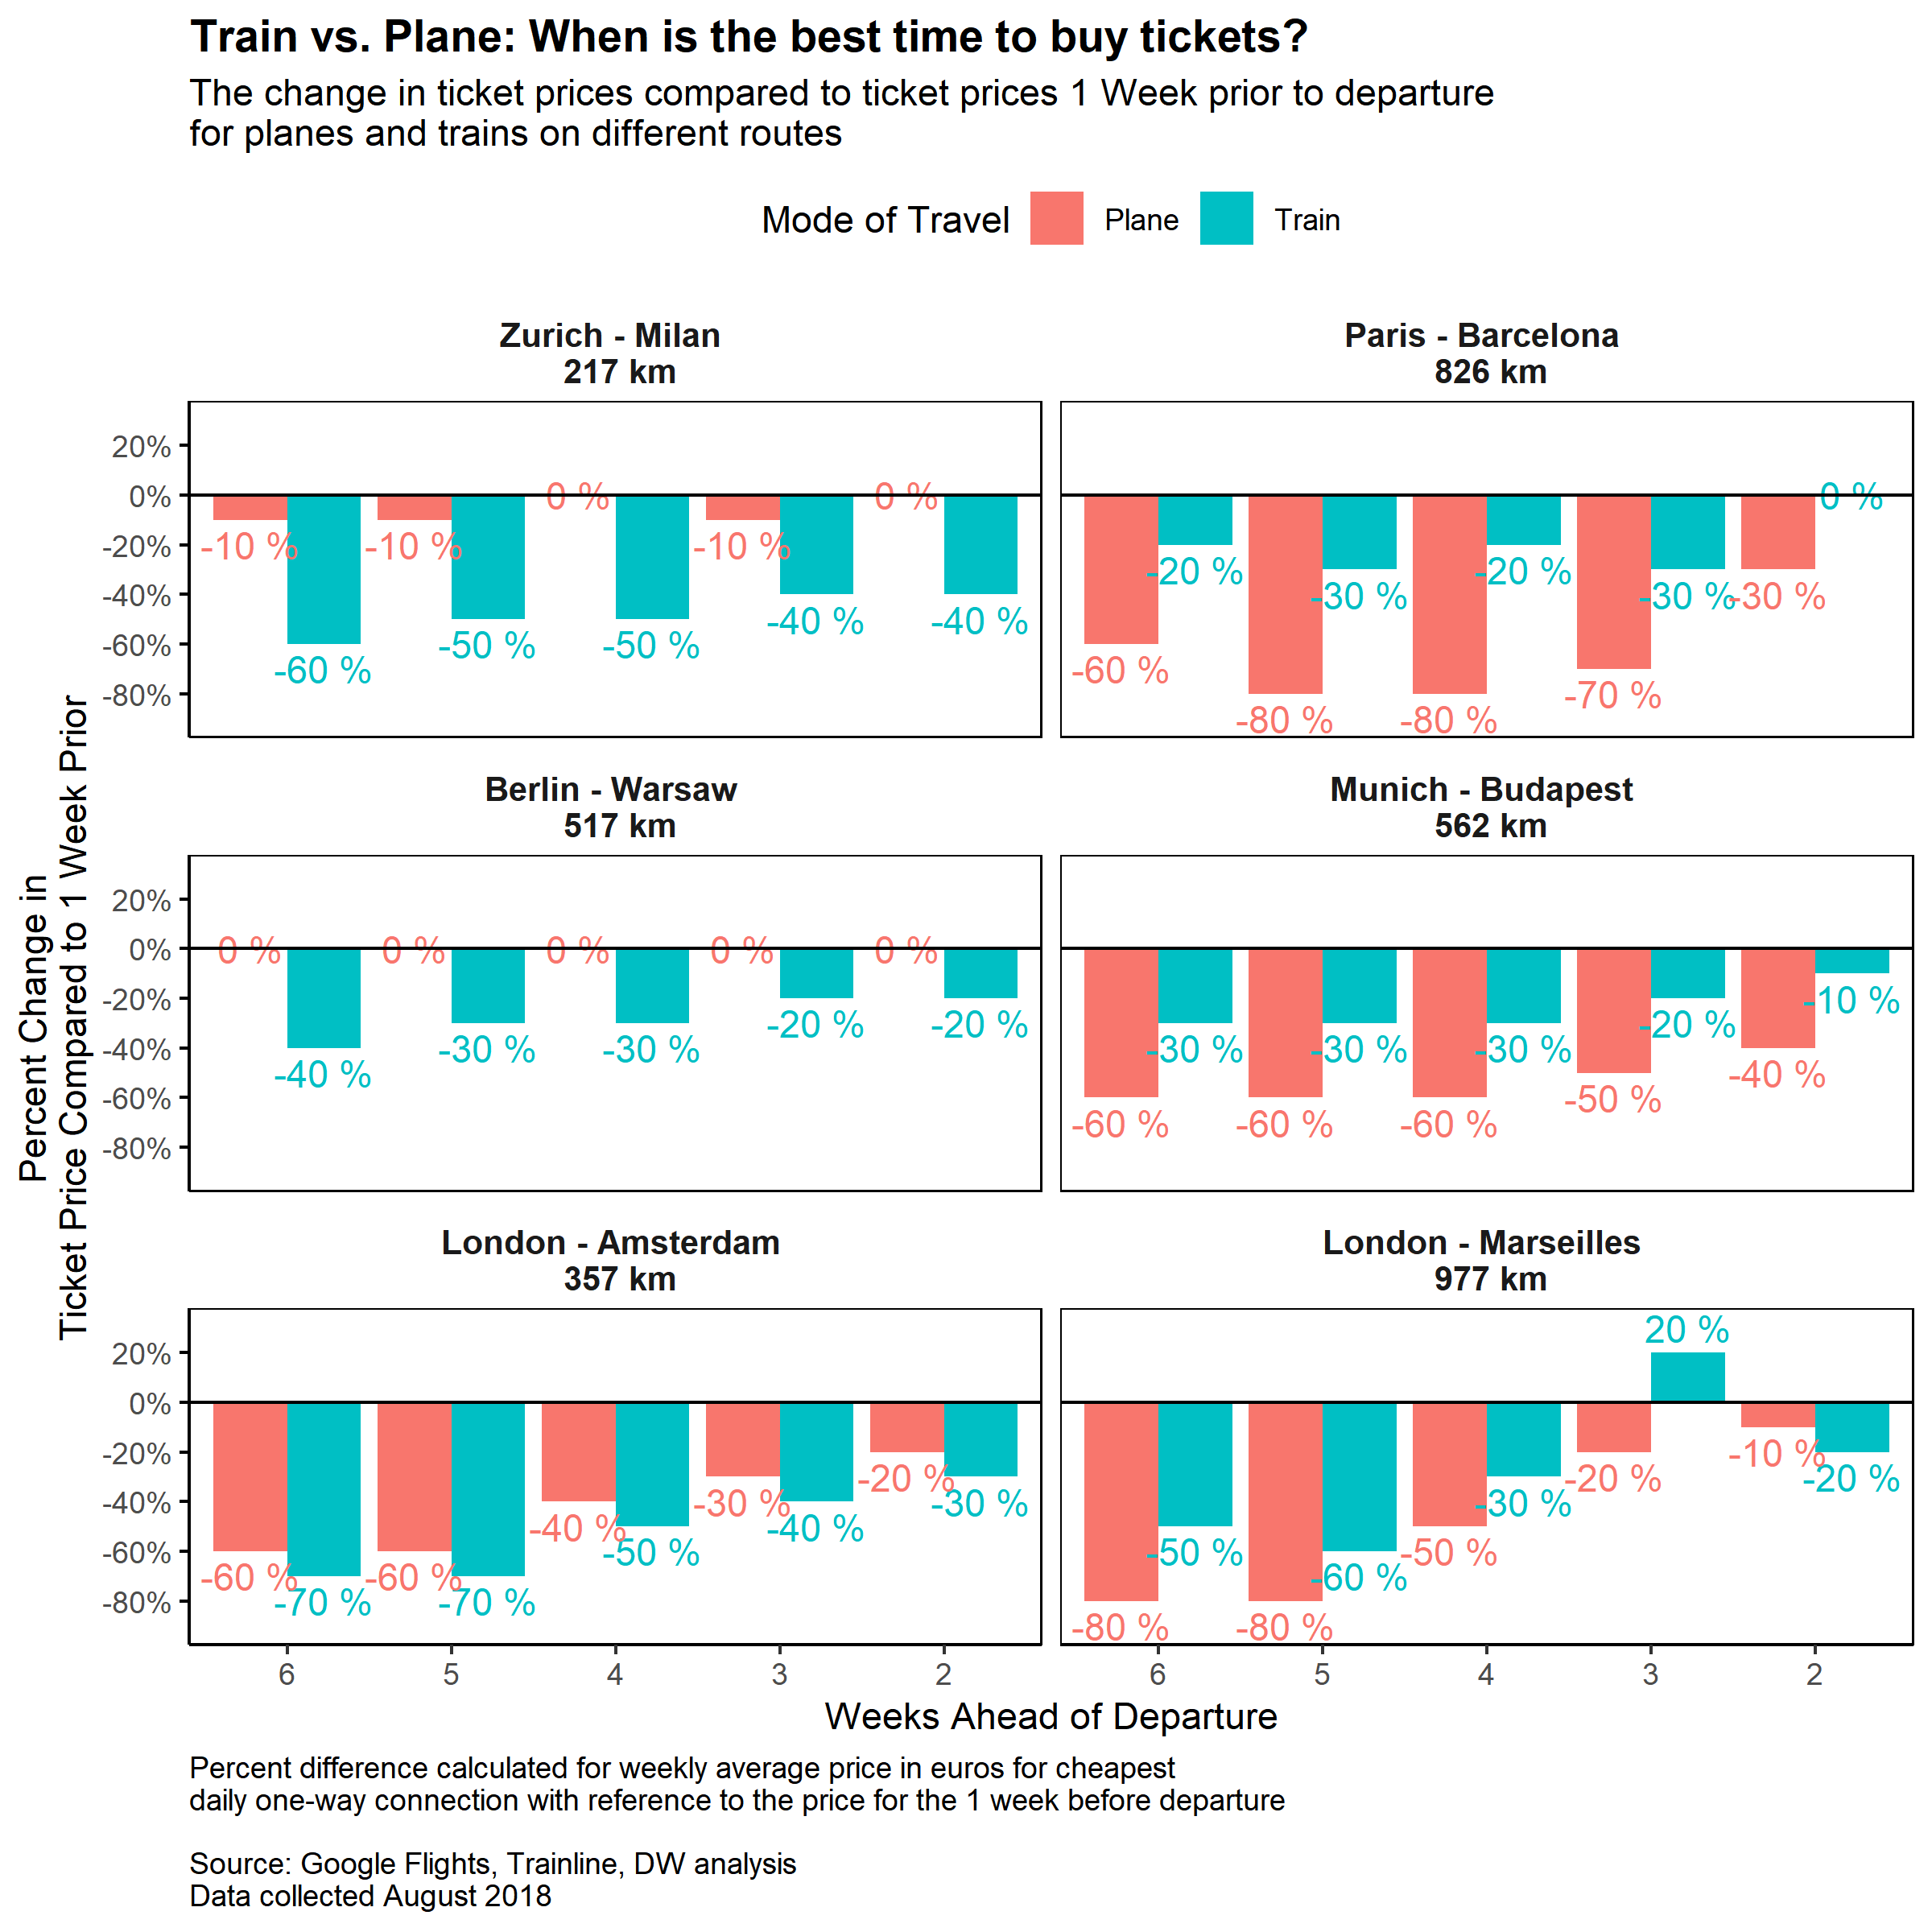 Train vs. Plane: When is the best time to buy tickets?
The change in ticket prices compared to ticket prices 1 Week prior to departure
for planes and trains on different routes
Mode of Travel Plane Train
Zurich - Milan
217 km
20%
0%
-20%
-40%
-60%
-80%
-10 % -10 % 0 % -10 % 0 %
-60 % -50 % -50 % -40 % -40 %
Paris - Barcelona
826 km
-60 % -80 % -80 % -70 % -30 %
-20 % -30 % -20 % -30 % 0 %
Berlin - Warsaw
517 km
20%
0%
-20%
-40%
-60%
-80%
0 % 0 % 0 % 0 % 0 %
-40 % -30 % -30 % -20 % -20 %
Munich - Budapest
562 km
-60 % -60 % -60 % -50 % -40 %
-30 % -30 % -30 % -20 % -10 %
London - Amsterdam
357 km
20%
0%
-20%
-40%
-60%
-80%
-60 % -60 % -40 % -30 % -20 %
-70 % -70 % -50 % -40 % -30 %
6 5 4 3 2
London - Marseilles
977 km
-80 % -80 % -50 % -20 % -10 %
-50 % -60 % -30 % 20 % -20 %
6 5 4 3 2
Percent Change in
Ticket Price Compared to 1 Week Prior
Weeks Ahead of Departure
Percent difference calculated for weekly average price in euros for cheapest
daily one-way connection with reference to the price for the 1 week before departure
Source: Google Flights, Trainline, DW analysis
Data collected August 2018